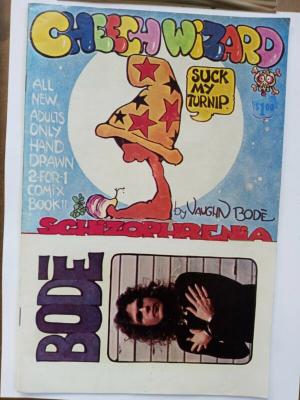 CHEECH WIZARD
ALL
NEW
ADULTS
ONLY
HAND
DRAWN
2-FOR-1
COMIX
BOOK!!
SUCK
MY
TURNIP
$1.00
by VAUGHN BODE
SCHIZOPHRENIA
BODE